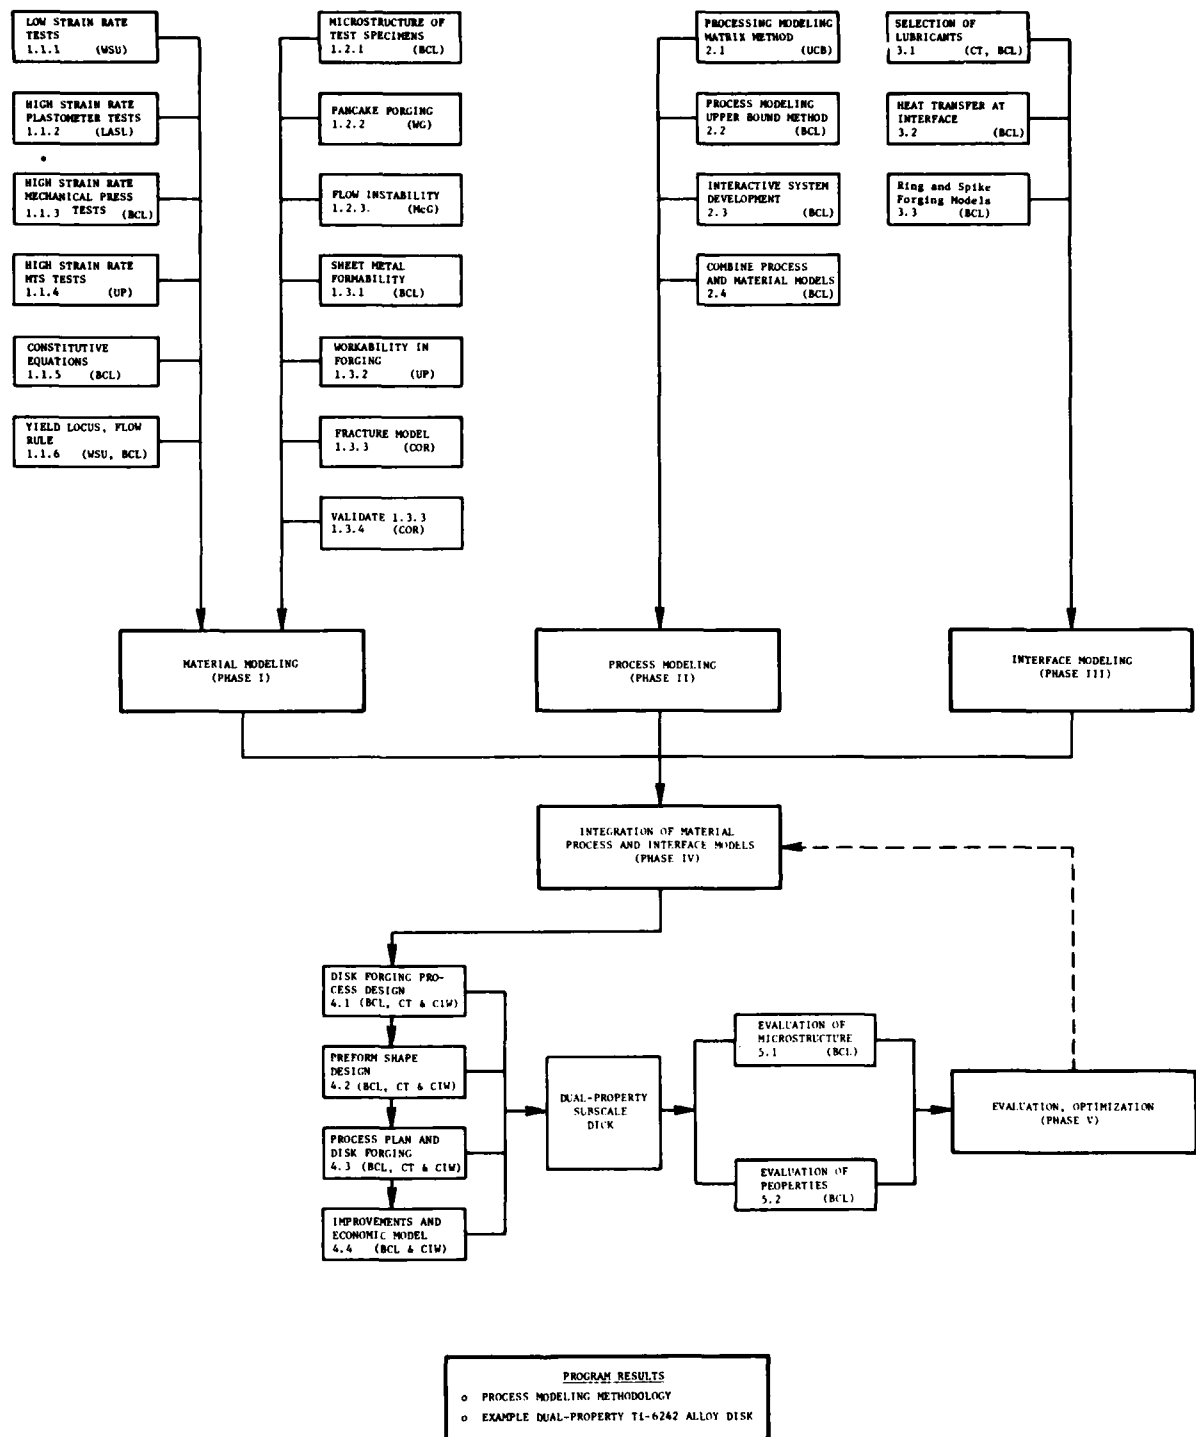 LOW STRAIN RATE
TESTS
1.1.1 (WSU)
HIGH STRAIN RATE
PLASTOMETER TESTS
1.1.2 (LASL)
HIGH STRAIN RATE
MECHANICAL PRESS
TESTS
1.1.3 (BCL)
HIGH STRAIN RATE
MTS TESTS
1.1.4 (UP)
CONSTITUTIVE
EQUATIONS
1.1.5 (BCL)
YIELD LOCUS, FLOW
RULE
1.1.6 (WSU, BCL)
MICROSTRUCTURE OF
TEST SPECIMENS
1.2.1 (BCL)
PANCAKE FORGING
1.2.2 (WG)
FLOW INSTABILITY
1.2.3. (McG)
SHEET METAL
FORMABILITY
1.3.1 (BCL)
WORKABILITY IN
FORGING
1.3.2 (UP)
FRACTURE MODEL
1.3.3 (COR)
VALIDATE 1.3.3
1.3.4 (COR)
PROCESSING MODELING
MATRIX METHOD
2.1 (UCB)
PROCESS MODELING
UPPER BOUND METHOD
2.2 (BCL)
INTERACTIVE SYSTEM
DEVELOPMENT
2.3 (BCL)
COMBINE PROCESS
AND MATERIAL MODELS
2.4 (BCL)
SELECTION OF
LUBRICANTS
3.1 (CT, BCL)
HEAT TRANSFER AT
INTERFACE
3.2 (BCL)
Ring and Spike
Forging Models
3.3 (BCL)
MATERIAL MODELING
(PHASE I)
PROCESS MODELING
(PHASE II)
INTERFACE MODELING
(PHASE III)
INTEGRATION OF MATERIAL
PROCESS AND INTERFACE MODELS
(PHASE IV)
DISK FORGING PRO-
CESS DESIGN
4.1 (BCL, CT & CIW)
PREFORM SHAPE
DESIGN
4.2 (BCL, CT & CIW)
PROCESS PLAN AND
DISK FORGING
4.3 (BCL, CT & CIW)
IMPROVEMENTS AND
ECONOMIC MODEL
4.4 (BCL & CIW)
DUAL-PROPERTY
SUBSCALE
DICK
EVALUATION OF
MICROSTRUCTURE
5.1 (BCL)
EVALUATION OF
PEOPERTIES
5.2 (BCL)
EVALUATION, OPTIMIZATION
(PHASE V)
PROGRAM RESULTS
o PROCESS MODELING METHODOLOGY
o EXAMPLE DUAL-PROPERTY Ti-6242 ALLOY DISK